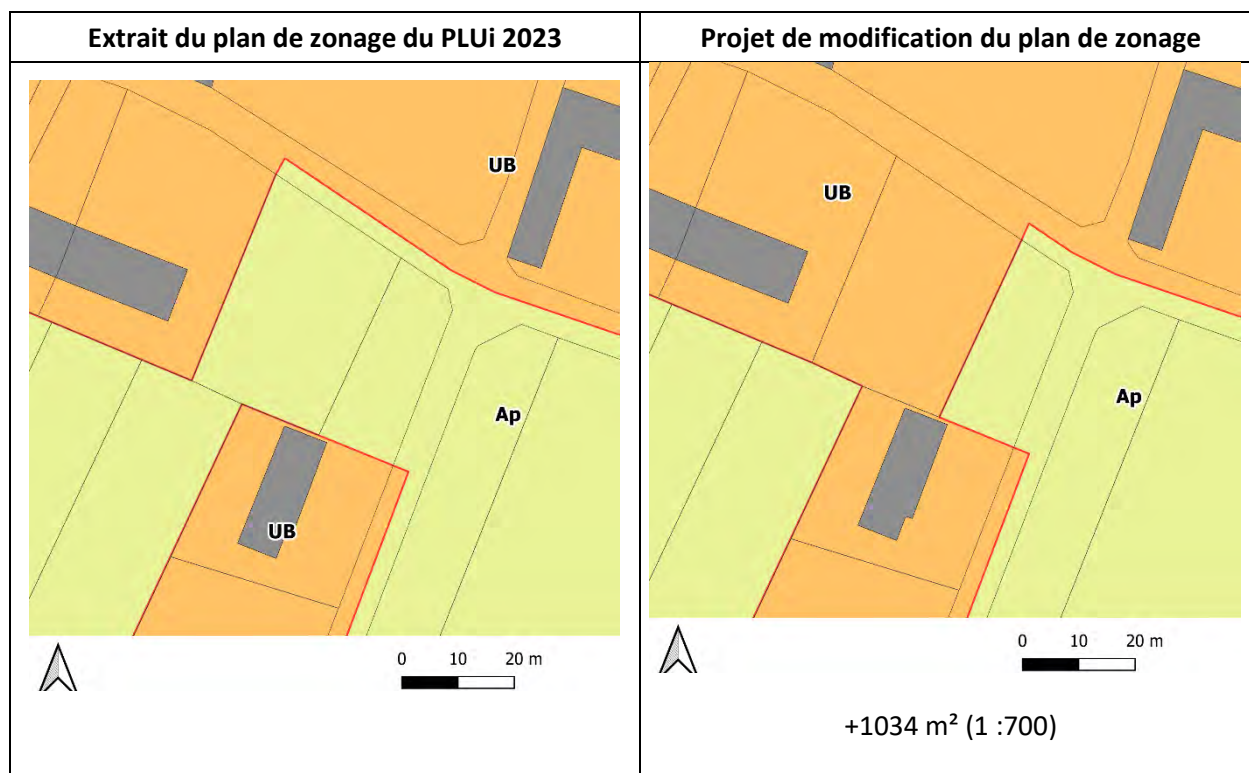 Extrait du plan de zonage du PLUi 2023
Projet de modification du plan de zonage
UB
Ap
UB
0 10 20 m
UB
Ap
0 10 20 m
+1034 m² (1 :700)